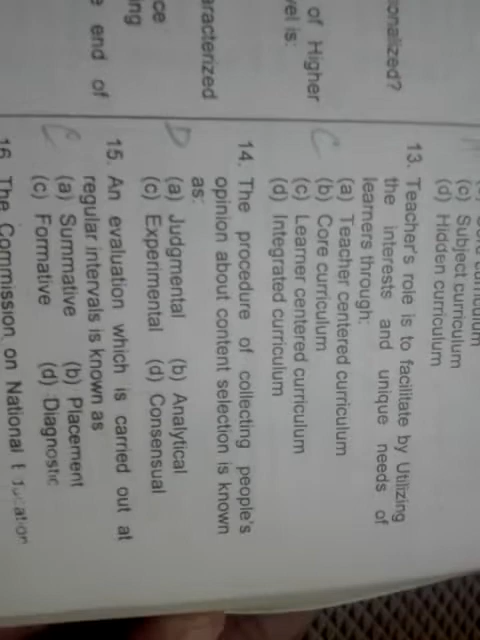 ionalized?
of Higher
vel is:
aracterized
ce
ing
e end of
(c) Subject curriculum
(d) Hidden curriculum
13. Teacher's role is to facilitate by Utilizing
the interests and unique needs of
learners through:
C
(a) Teacher centered curriculum
(b) Core curriculum
(c) Learner centered curriculum
(d) Integrated curriculum
14. The procedure of collecting people's
opinion about content selection is known
as:
D
(a) Judgmental (b) Analytical
(c) Experimental (d) Consensual
15. An evaluation which is carried out at
regular intervals is known as
C
(a) Summative (b) Placement
(c) Formative (d) Diagnostic
16 The Commission on National